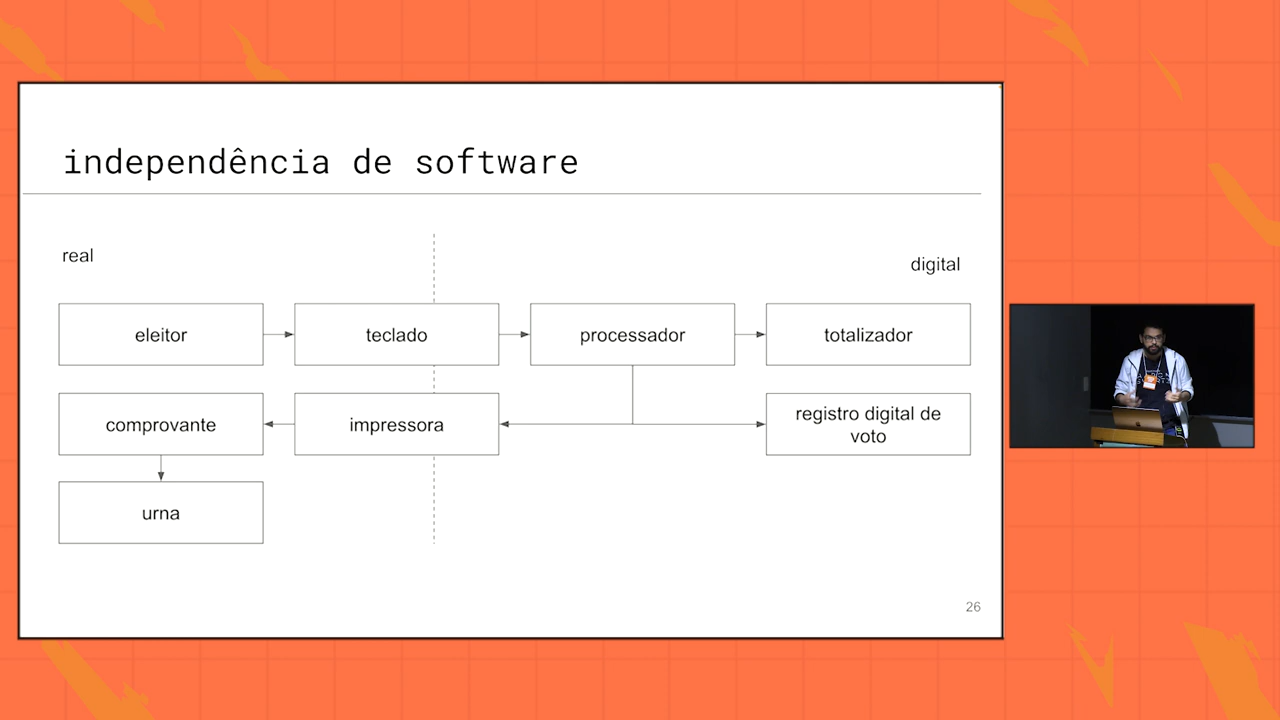 independência de software
real
digital
eleitor
teclado
processador
totalizador
comprovante
impressora
registro digital de
voto
urna
26